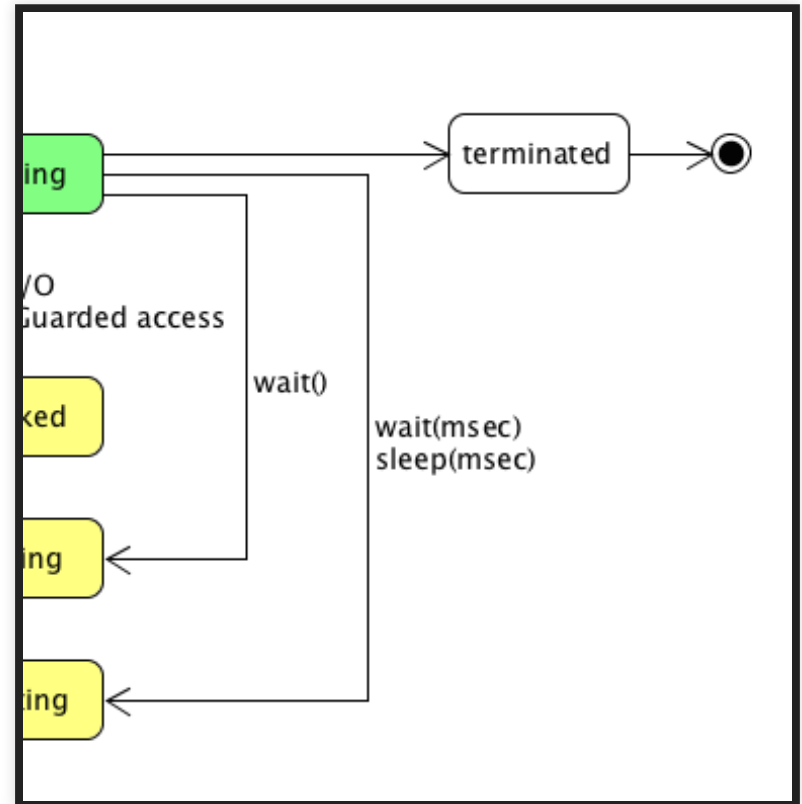 terminated
ing
/O
Guarded access
wait()
ked
wait(msec)
sleep(msec)
ing
ting